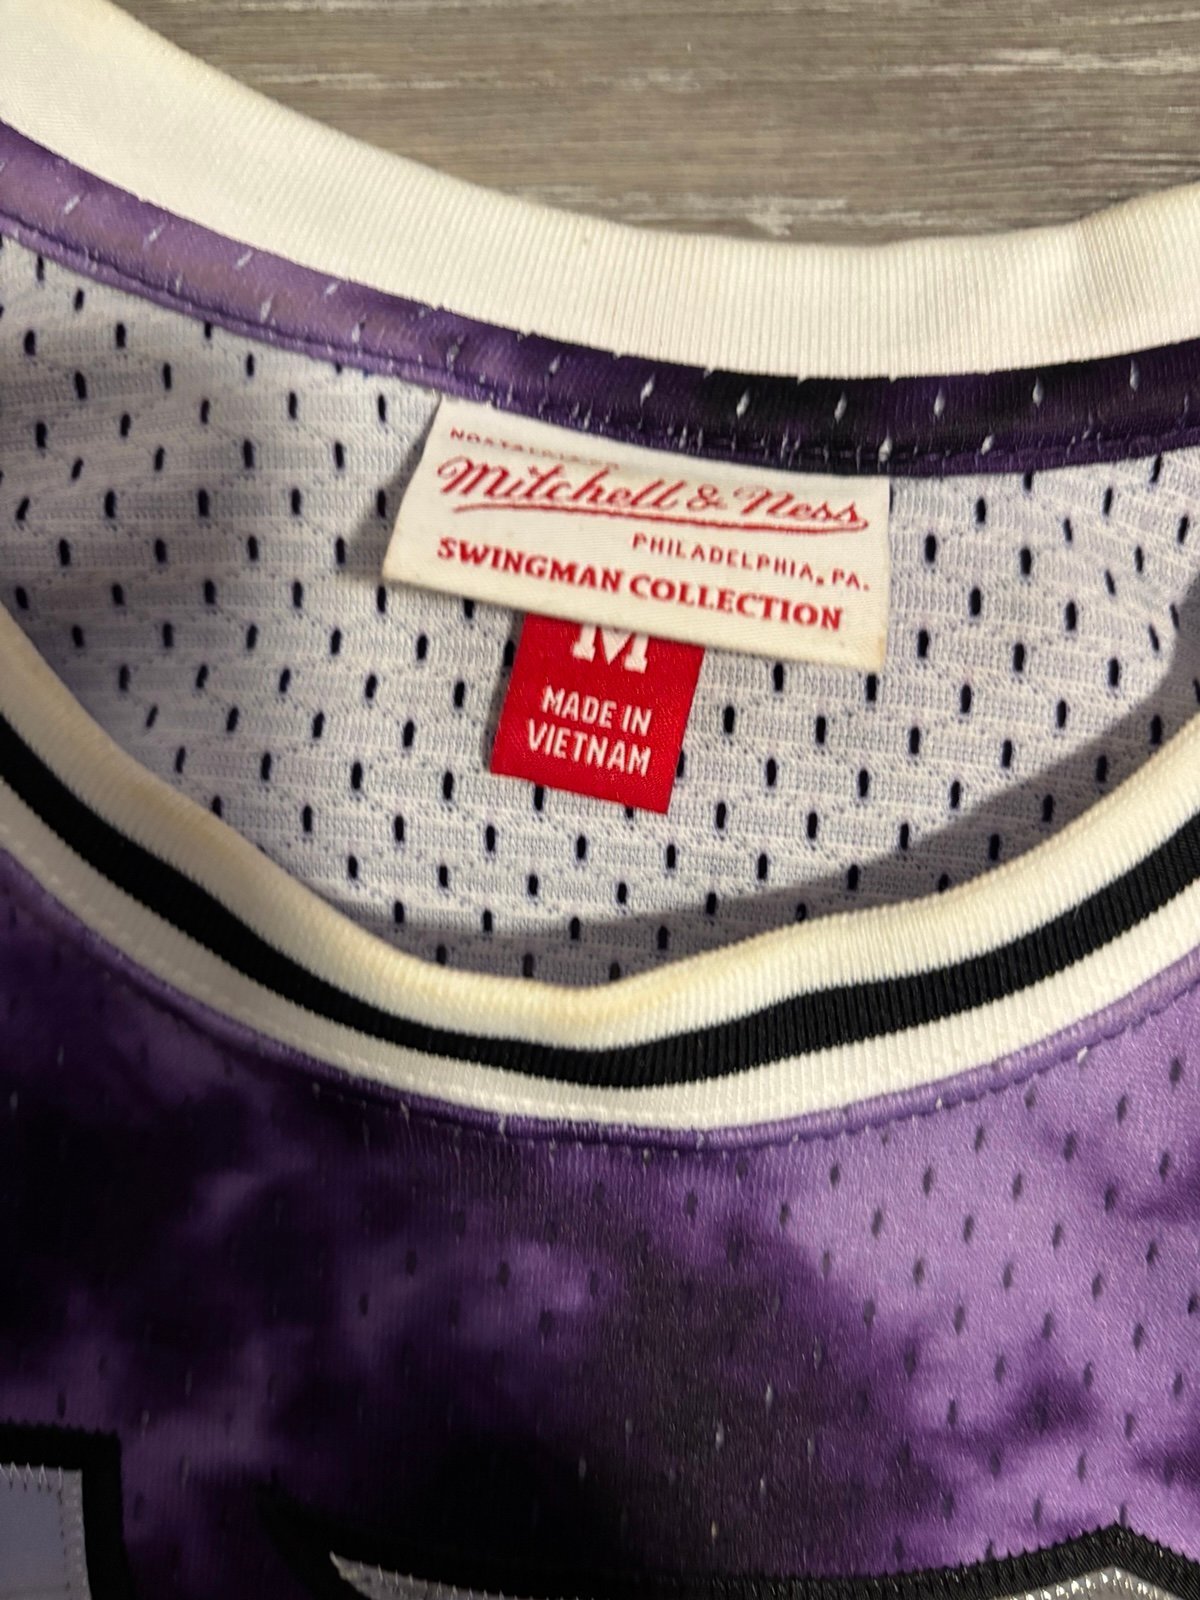 Mitchell & Ness
PHILADELPHIA, PA.
SWINGMAN COLLECTION
M
MADE IN
VIETNAM